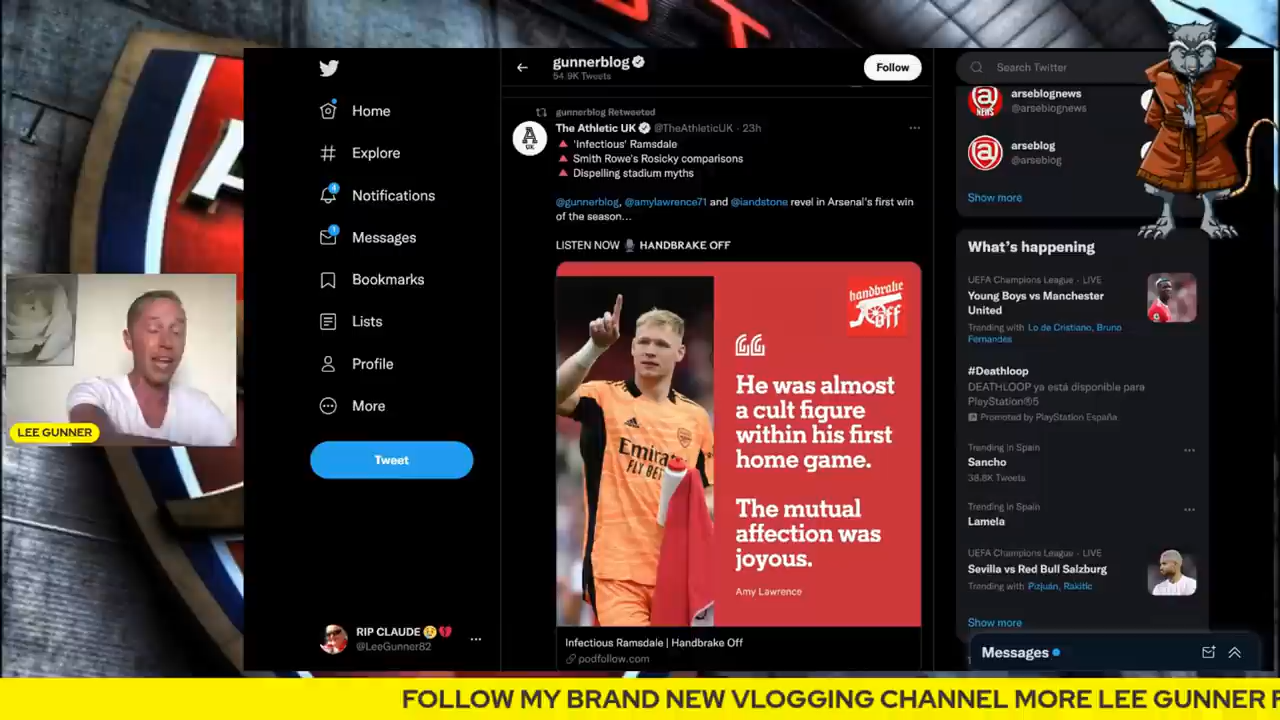 gunnerblog
54.9K Tweets
Follow
Search Twitter
Home
Explore
Notifications
Messages
Bookmarks
Lists
Profile
More
Tweet
RIP CLAUDE 😢💔
@LeeGunner82
LEE GUNNER
gunnerblog Retweeted
The Athletic UK @TheAthleticUK · 23h
🔺 'Infectious' Ramsdale
🔺 Smith Rowe's Rosicky comparisons
🔺 Dispelling stadium myths
@gunnerblog, @amylawrence71 and @iandstone revel in Arsenal's first win
of the season...
LISTEN NOW 🎙 HANDBRAKE OFF
handbrake
off
He was almost
a cult figure
within his first
home game.
The mutual
affection was
joyous.
Amy Lawrence
Emirates
FLY BET
Infectious Ramsdale | Handbrake Off
podfollow.com
arseblognews
@arseblognews
NEWS
arseblog
@arseblog
Show more
What's happening
UEFA Champions League · LIVE
Young Boys vs Manchester
United
Trending with Lo de Cristiano, Bruno
Fernandes
#Deathloop
DEATHLOOP ya está disponible para
PlayStation®5
Promoted by PlayStation España
Trending in Spain
Sancho
38.8K Tweets
Trending in Spain
Lamela
UEFA Champions League · LIVE
Sevilla vs Red Bull Salzburg
Trending with Pizjuán, Rakitic
Show more
Messages
FOLLOW MY BRAND NEW VLOGGING CHANNEL MORE LEE GUNNER